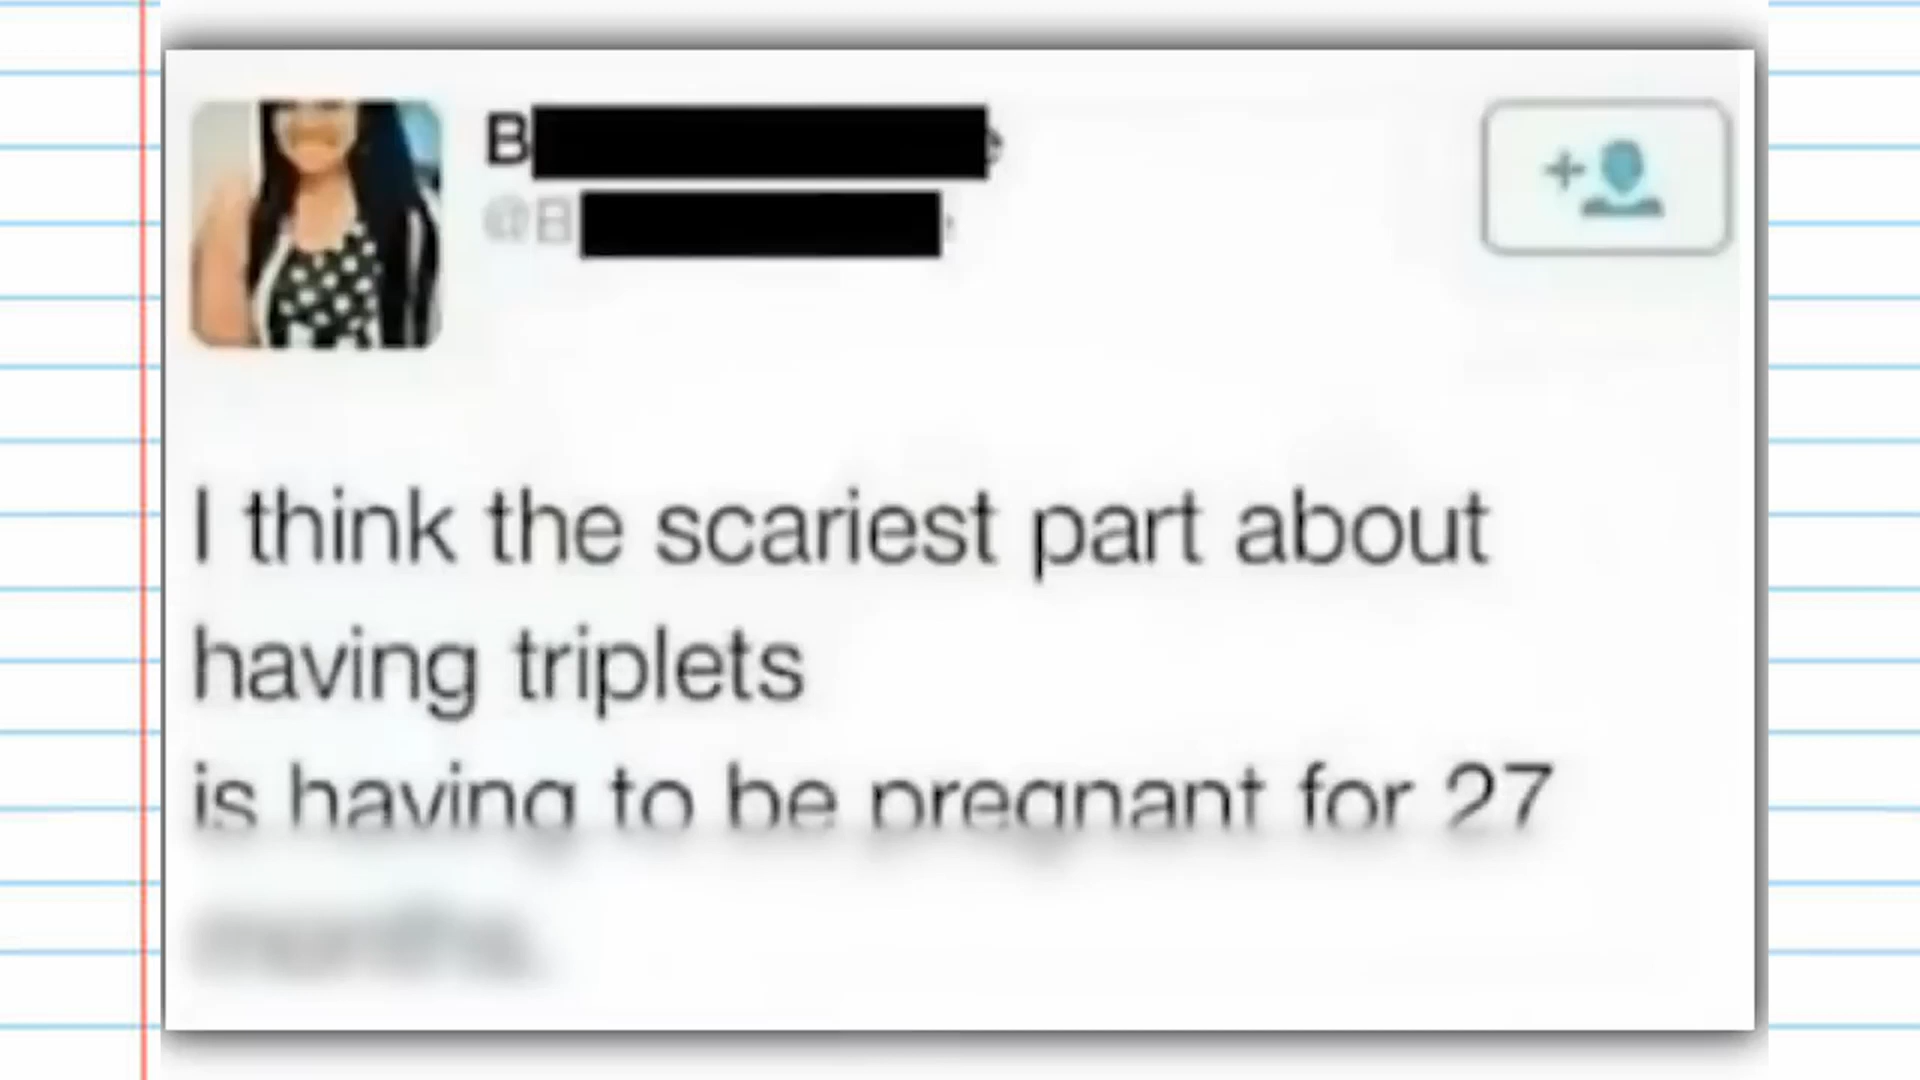 B
@B
I think the scariest part about
having triplets
is having to be pregnant for 27